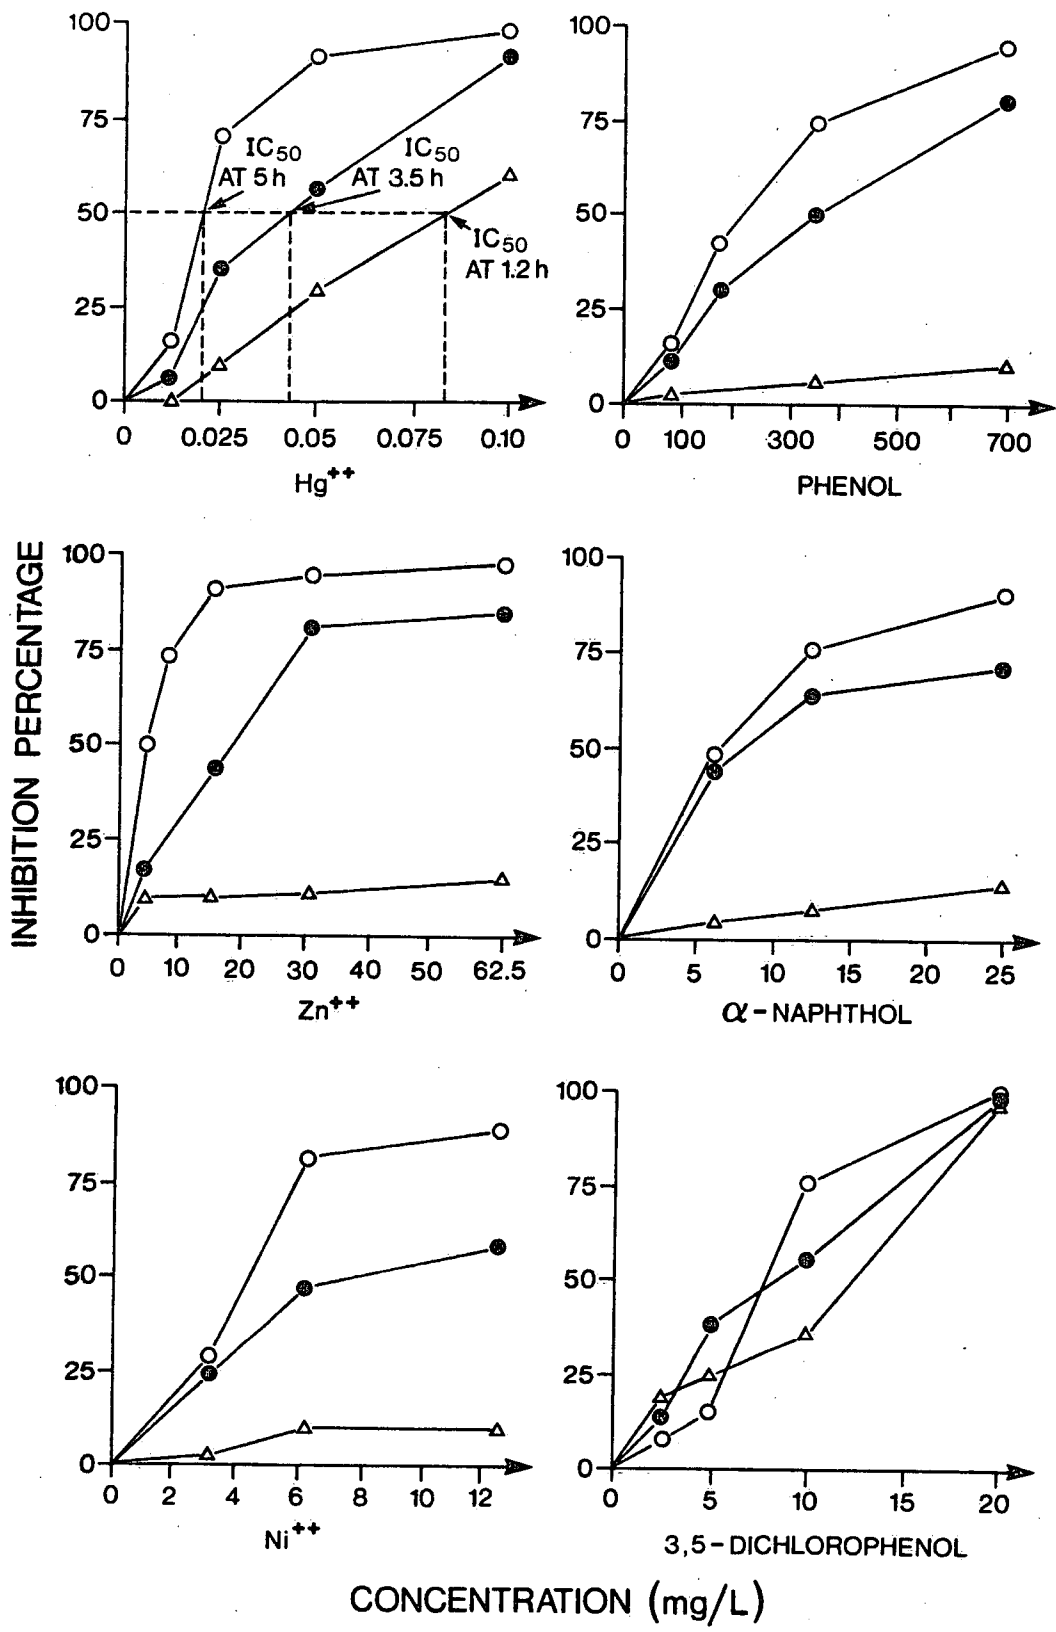 INHIBITION PERCENTAGE
100
75
50
25
0
IC50
AT 5 h
IC50
AT 3.5 h
IC50
AT 1.2 h
0 0.025 0.05 0.075 0.10
Hg++
100
75
50
25
0
0 100 300 500 700
PHENOL
100
75
50
25
0
0 10 20 30 40 50 62.5
Zn++
100
75
50
25
0
0 5 10 15 20 25
α-NAPHTHOL
100
75
50
25
0
0 2 4 6 8 10 12
Ni++
100
75
50
25
0
0 5 10 15 20
3,5-DICHLOROPHENOL
CONCENTRATION (mg/L)